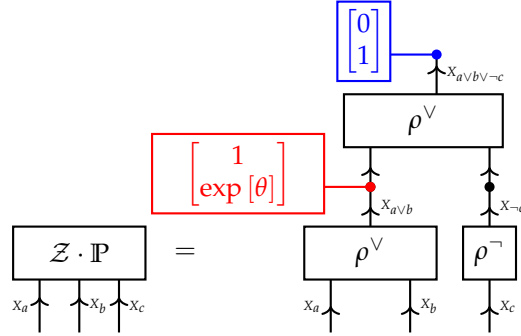 [0
1]
X_{a∨b∨¬c}
ρ^∨
[1
exp [θ]]
X_{a∨b}
X_{¬c}
𝒵 · ℙ
=
ρ^∨
ρ^¬
X_a X_b X_c
X_a X_b X_c